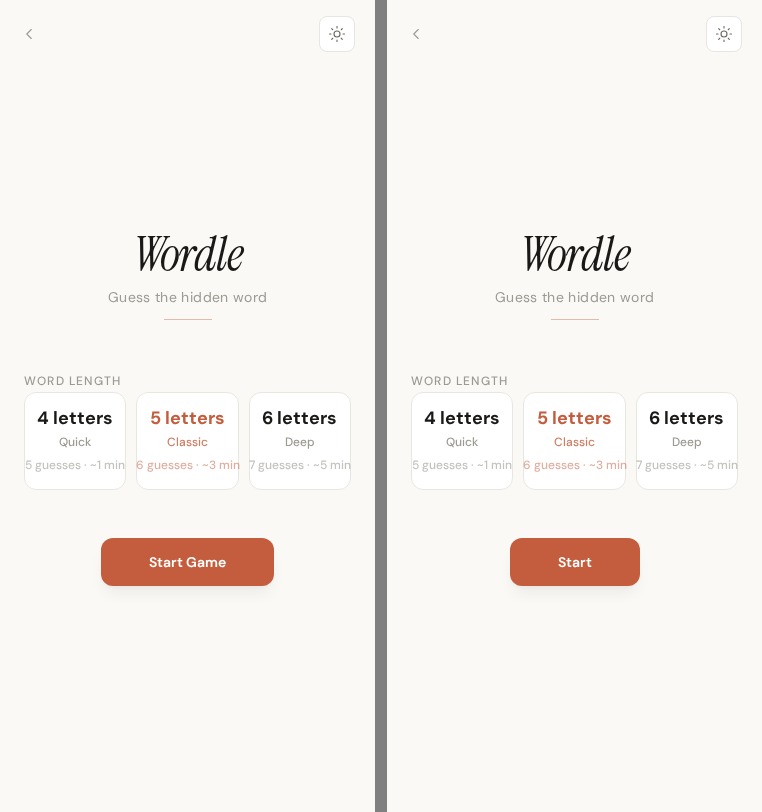 Wordle
Guess the hidden word
WORD LENGTH
4 letters
Quick
5 guesses · ~1 min
5 letters
Classic
6 guesses · ~3 min
6 letters
Deep
7 guesses · ~5 min
Start Game
Wordle
Guess the hidden word
WORD LENGTH
4 letters
Quick
5 guesses · ~1 min
5 letters
Classic
6 guesses · ~3 min
6 letters
Deep
7 guesses · ~5 min
Start